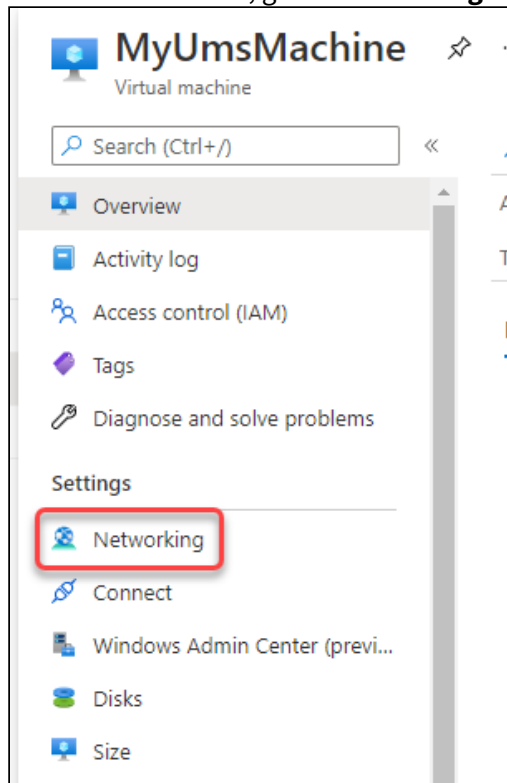 MyUmsMachine
Virtual machine
Search (Ctrl+/)
Overview
Activity log
Access control (IAM)
Tags
Diagnose and solve problems
Settings
Networking
Connect
Windows Admin Center (previ...
Disks
Size